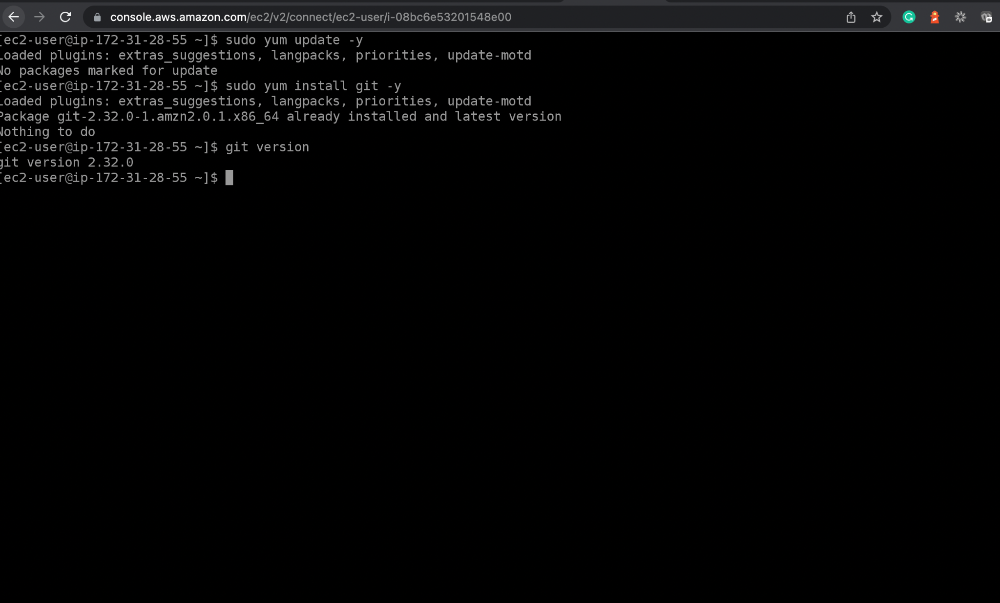 console.aws.amazon.com/ec2/v2/connect/ec2-user/i-08bc6e53201548e00
[ec2-user@ip-172-31-28-55 ~]$ sudo yum update -y
Loaded plugins: extras_suggestions, langpacks, priorities, update-motd
No packages marked for update
[ec2-user@ip-172-31-28-55 ~]$ sudo yum install git -y
Loaded plugins: extras_suggestions, langpacks, priorities, update-motd
Package git-2.32.0-1.amzn2.0.1.x86_64 already installed and latest version
Nothing to do
[ec2-user@ip-172-31-28-55 ~]$ git version
git version 2.32.0
[ec2-user@ip-172-31-28-55 ~]$